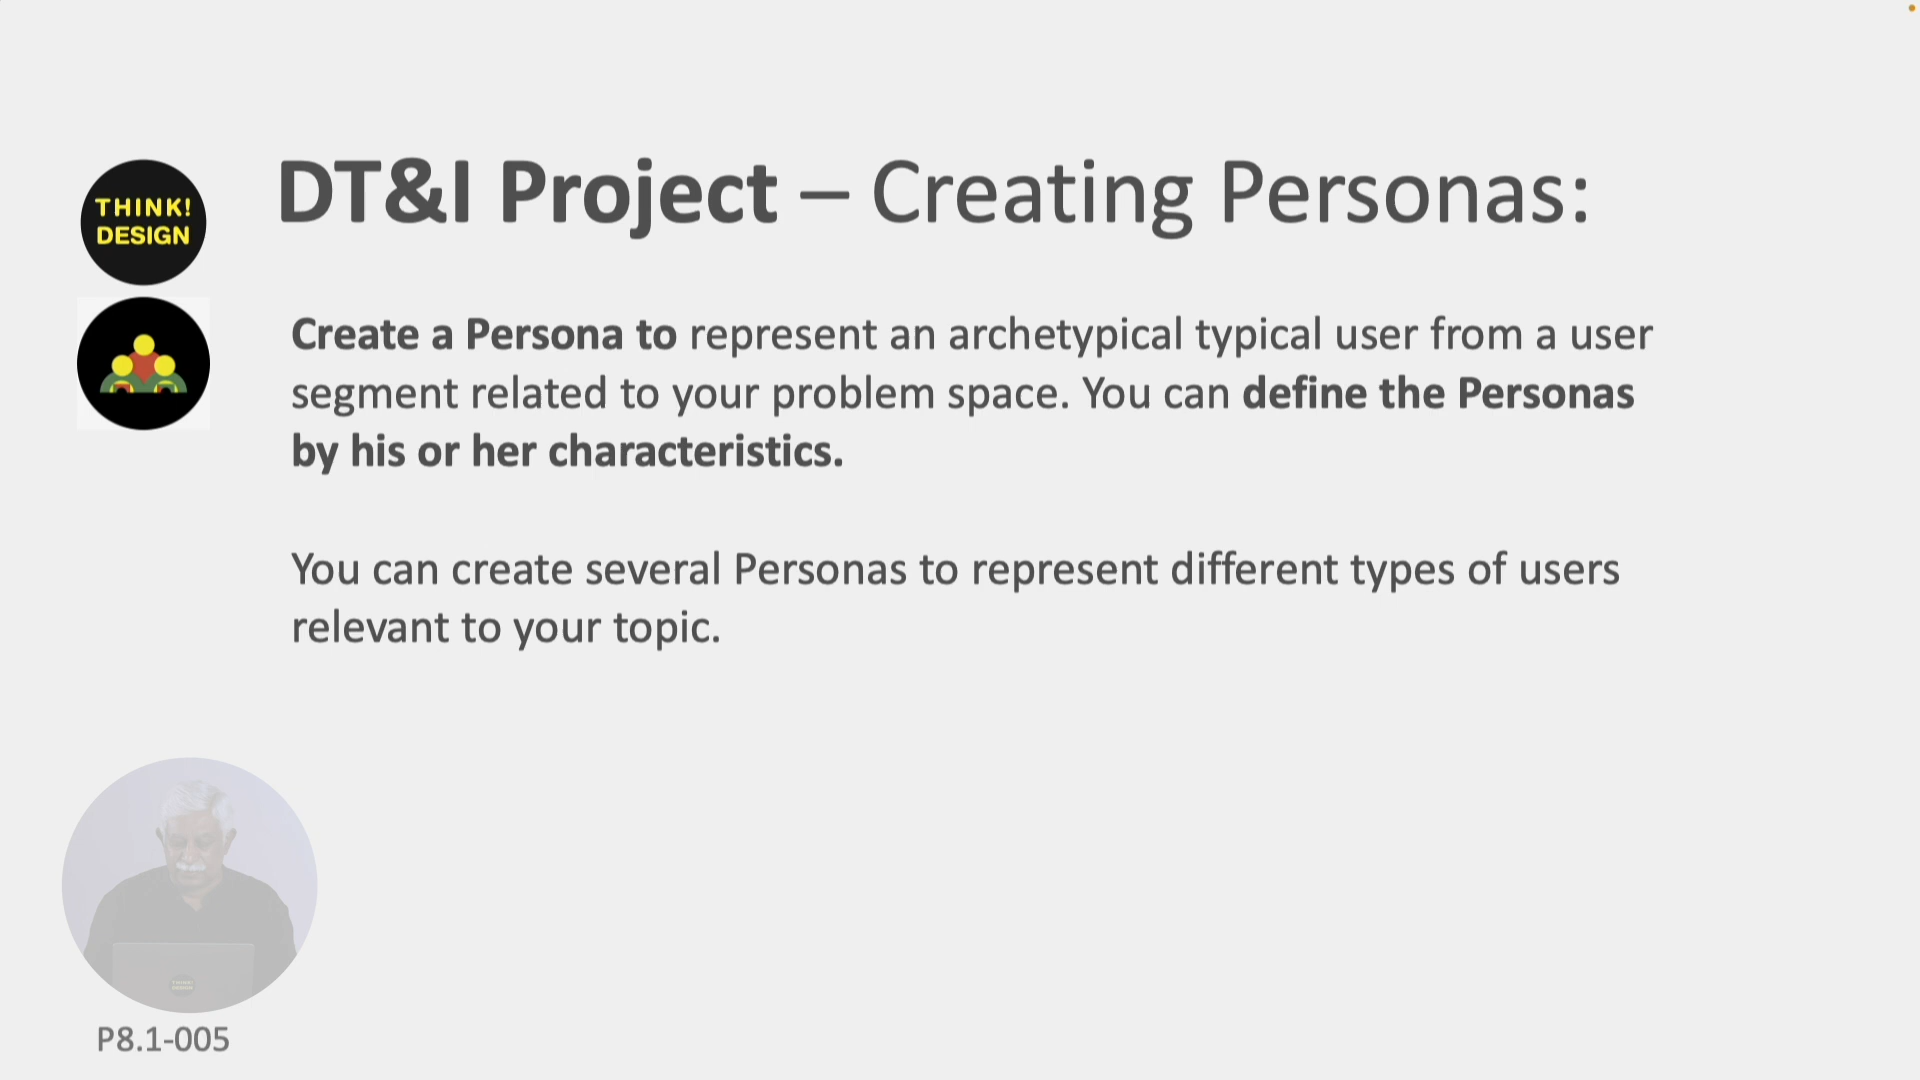 THINK!
DESIGN
DT&I Project – Creating Personas:
Create a Persona to represent an archetypical typical user from a user
segment related to your problem space. You can define the Personas
by his or her characteristics.
You can create several Personas to represent different types of users
relevant to your topic.
THINK!
DESIGN
P8.1-005